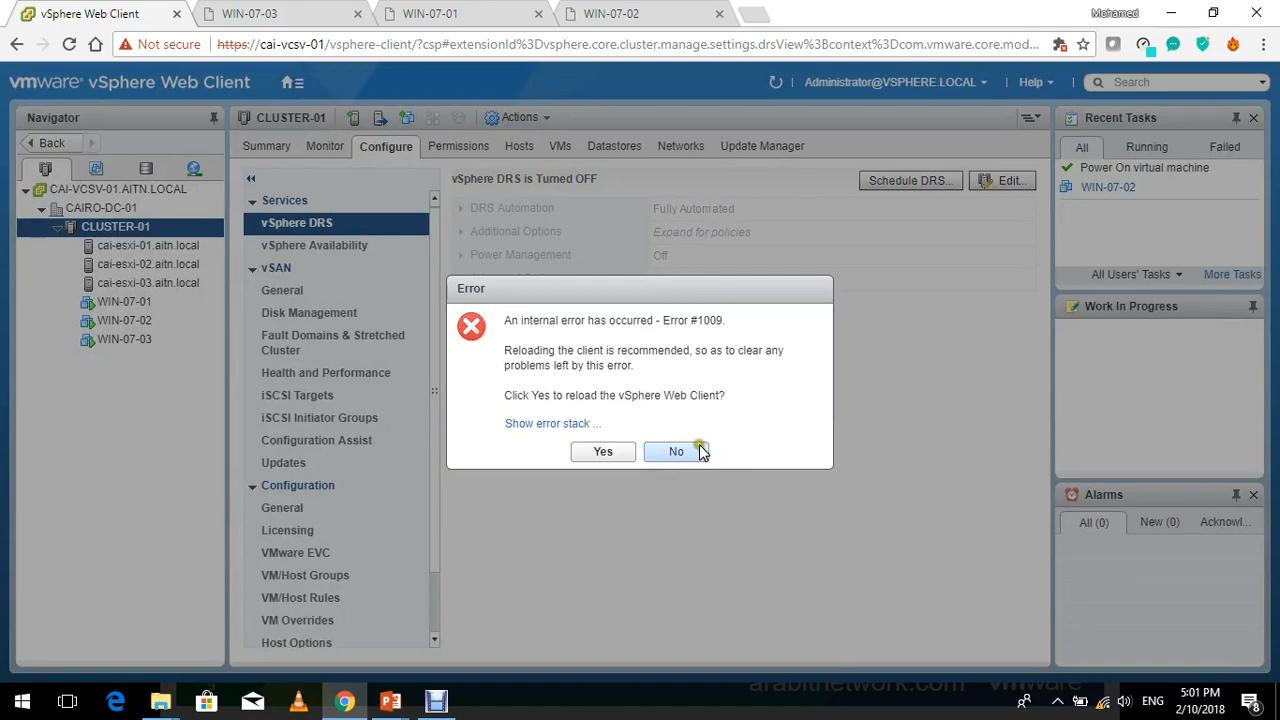 vSphere Web Client
WIN-07-03
WIN-07-01
WIN-07-02
Mohamed
Not secure
https://cai-vcsv-01/vsphere-client/?csp#extensionId%3Dvsphere.core.cluster.manage.settings.drsView%3Bcontext%3Dcom.vmware.core.mod...
vmware vSphere Web Client
Administrator@VSPHERE.LOCAL
Help
Search
Navigator
Back
CAI-VCSV-01.AITN.LOCAL
CAIRO-DC-01
CLUSTER-01
cai-esxi-01.aitn.local
cai-esxi-02.aitn.local
cai-esxi-03.aitn.local
WIN-07-01
WIN-07-02
WIN-07-03
CLUSTER-01
Actions
Summary Monitor Configure Permissions Hosts VMs Datastores Networks Update Manager
Services
vSphere DRS
vSphere Availability
vSAN
General
Disk Management
Fault Domains & Stretched
Cluster
Health and Performance
iSCSI Targets
iSCSI Initiator Groups
Configuration Assist
Updates
Configuration
General
Licensing
VMware EVC
VM/Host Groups
VM/Host Rules
VM Overrides
Host Options
vSphere DRS is Turned OFF
Schedule DRS...
Edit...
DRS Automation Fully Automated
Additional Options Expand for policies
Power Management Off
Error
An internal error has occurred - Error #1009.
Reloading the client is recommended, so as to clear any
problems left by this error.
Click Yes to reload the vSphere Web Client?
Show error stack ...
Yes
No
Recent Tasks
All Running Failed
Power On virtual machine
WIN-07-02
All Users' Tasks More Tasks
Work In Progress
Alarms
All (0) New (0) Acknowl...
arabitnetwork.com
vmware
ENG
5:01 PM
2/10/2018
8